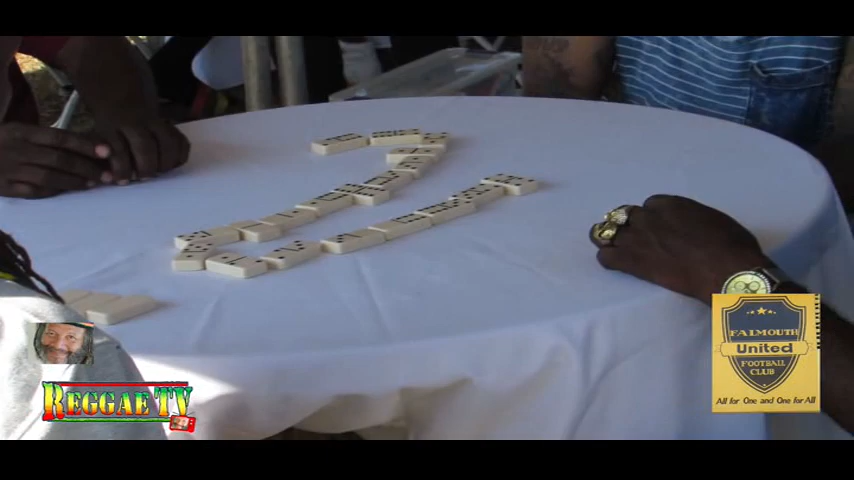 REGGAE TV
FALMOUTH
United
FOOTBALL
CLUB
All for One and One for All